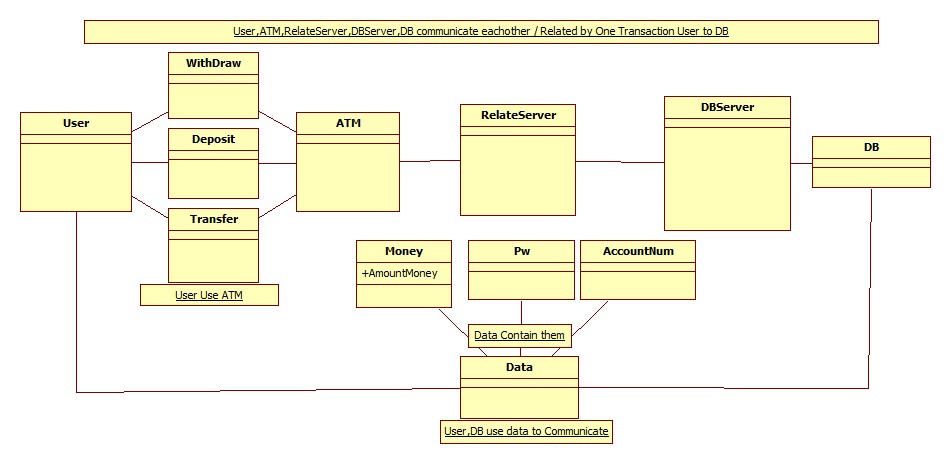 User,ATM,RelateServer,DBServer,DB communicate eachother / Related by One Transaction User to DB
WithDraw
User
Deposit
Transfer
User Use ATM
ATM
RelateServer
DBServer
DB
Money
+AmountMoney
Pw
AccountNum
Data Contain them
Data
User,DB use data to Communicate